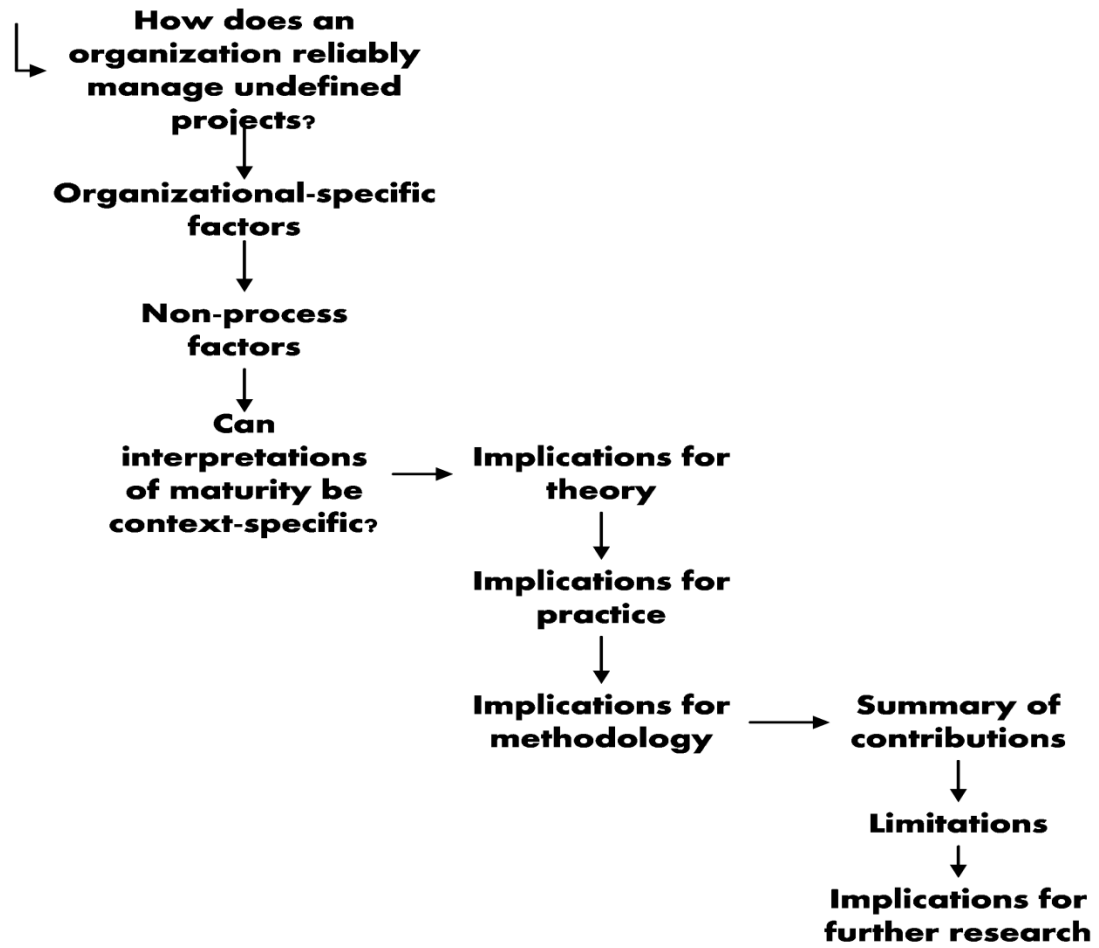 How does an
organization reliably
manage undefined
projects?
Organizational-specific
factors
Non-process
factors
Can
interpretations
of maturity be
context-specific?
Implications for
theory
Implications for
practice
Implications for
methodology
Summary of
contributions
Limitations
Implications for
further research